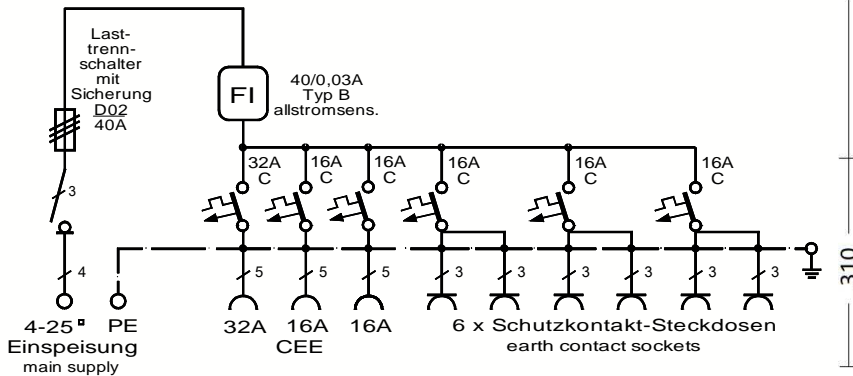 Last-
trenn-
schalter
mit
Sicherung
D02
40A
FI
40/0,03A
Typ B
allstromsens.
32A
C
16A
C
16A
C
16A
C
16A
C
16A
C
3
4
5
5
5
3
3
3
3
3
3
4-25
PE
Einspeisung
main supply
32A
16A
16A
CEE
6 x Schutzkontakt-Steckdosen
earth contact sockets
310